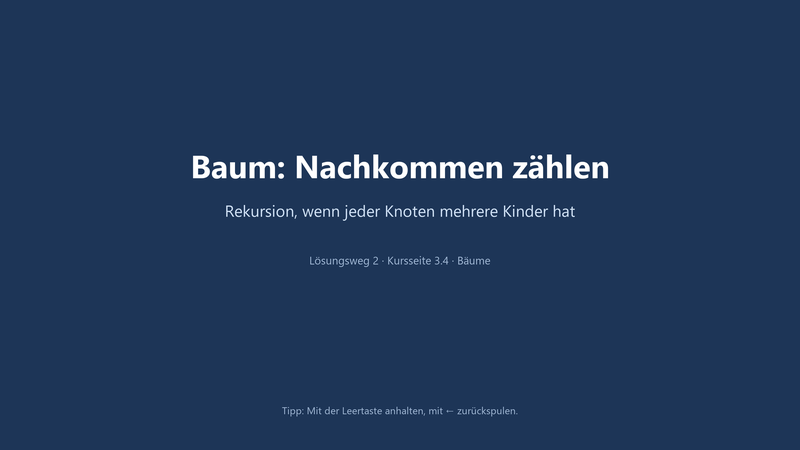 Baum: Nachkommen zählen
Rekursion, wenn jeder Knoten mehrere Kinder hat
Lösungsweg 2 · Kursseite 3.4 · Bäume
Tipp: Mit der Leertaste anhalten, mit ← zurückspulen.